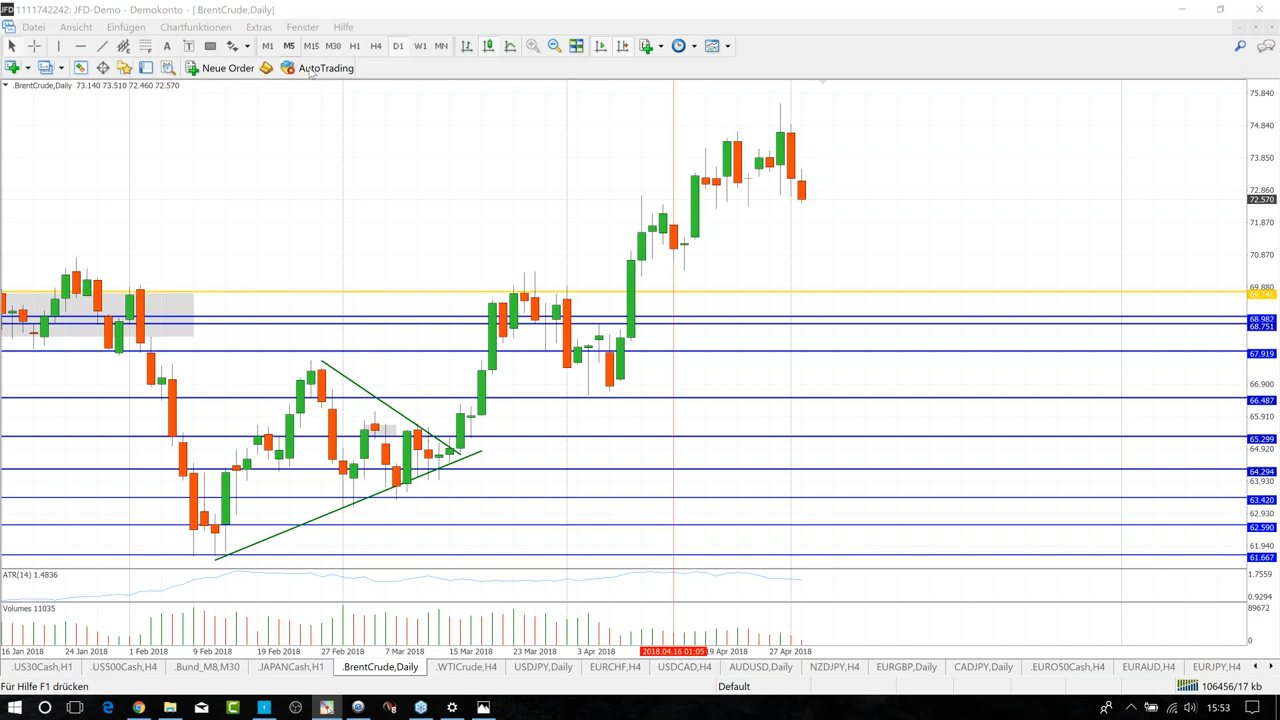 1111742242: JFD-Demo - Demokonto - [.BrentCrude,Daily]
Datei Ansicht Einfügen Chartfunktionen Extras Fenster Hilfe
A T M1 M5 M15 M30 H1 H4 D1 W1 MN
Neue Order AutoTrading
.BrentCrude,Daily 73.140 73.510 72.460 72.570
75.840
74.840
73.850
72.860
72.570
71.870
70.870
69.880
69.741
68.982
68.751
67.919
66.900
66.487
65.910
65.299
64.920
64.294
63.930
63.420
62.930
62.590
61.940
61.667
ATR(14) 1.4836
1.7559
0.9294
Volumes 11035
89672
0
16 Jan 2018 24 Jan 2018 1 Feb 2018 9 Feb 2018 19 Feb 2018 27 Feb 2018 7 Mar 2018 15 Mar 2018 23 Mar 2018 3 Apr 2018 2018.04.16 01:05 19 Apr 2018 27 Apr 2018
.US30Cash,H1 .US500Cash,H4 .Bund_M8,M30 .JAPANCash,H1 .BrentCrude,Daily .WTICrude,H4 USDJPY,Daily EURCHF,H4 USDCAD,H4 AUDUSD,Daily NZDJPY,H4 EURGBP,Daily CADJPY,Daily .EURO50Cash,H4 EURAUD,H4 EURJPY,H4
Für Hilfe F1 drücken Default 106456/17 kb
15:53